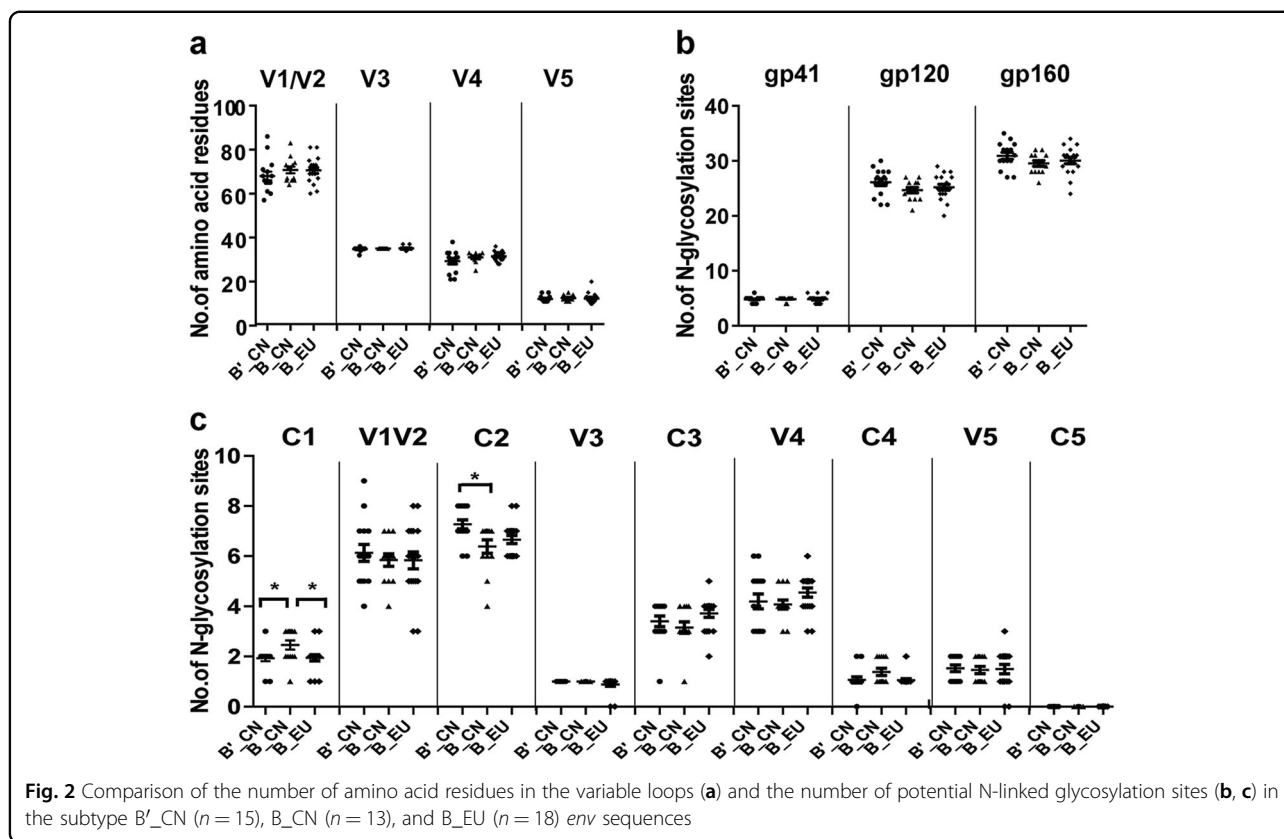 a
V1/V2 V3 V4 V5
No.of amino acid residues
100
80
60
40
20
0
B'_CN B_CN B_EU B'_CN B_CN B_EU B'_CN B_CN B_EU B'_CN B_CN B_EU
b
gp41 gp120 gp160
No.of N-glycosylation sites
40
30
20
10
0
B'_CN B_CN B_EU B'_CN B_CN B_EU B'_CN B_CN B_EU
c
C1 V1V2 C2 V3 C3 V4 C4 V5 C5
No.of N-glycosylation sites
10
8
6
4
2
0
* * *
B'_CN B_CN B_EU B'_CN B_CN B_EU B'_CN B_CN B_EU B'_CN B_CN B_EU B'_CN B_CN B_EU B'_CN B_CN B_EU B'_CN B_CN B_EU B'_CN B_CN B_EU B'_CN B_CN B_EU
Fig. 2 Comparison of the number of amino acid residues in the variable loops (a) and the number of potential N-linked glycosylation sites (b, c) in
the subtype B′_CN (n = 15), B_CN (n = 13), and B_EU (n = 18) env sequences